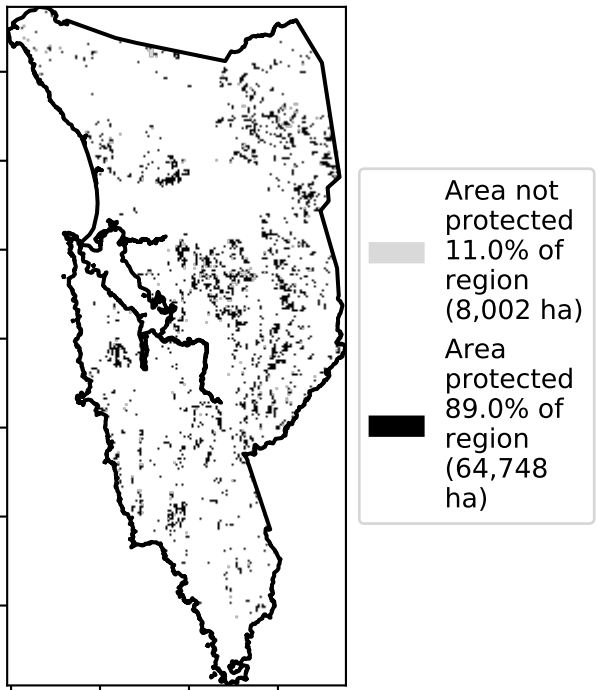 Area not
protected
11.0% of
region
(8,002 ha)
Area
protected
89.0% of
region
(64,748
ha)